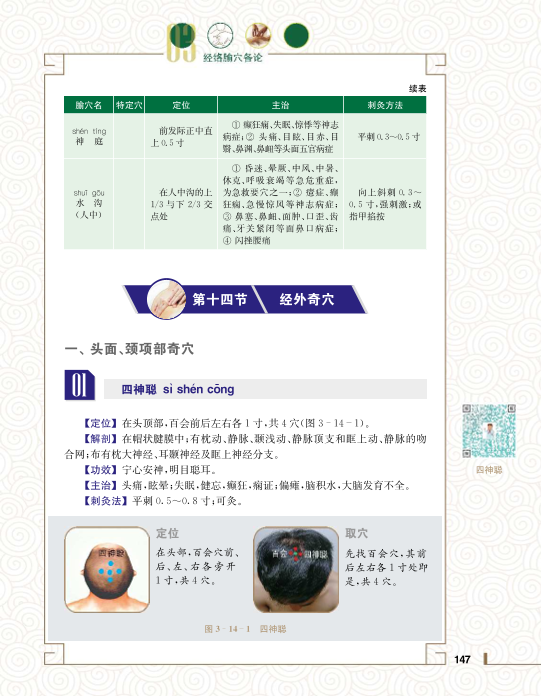 03
经络腧穴各论
续表
腧穴名 特定穴 定位 主治 刺灸方法
shén tíng
神庭
前发际正中直
上 0.5 寸
① 癫狂痫、失眠、惊悸等神志
病症;② 头痛、目眩、目赤、目
翳、鼻渊、鼻衄等头面五官病症
平刺 0.3～0.5 寸
shuǐ gōu
水沟
(人中)
在人中沟的上
1/3 与下 2/3 交
点处
① 昏迷、晕厥、中风、中暑、
休克、呼吸衰竭等急危重症,
为急救要穴之一;② 癔症、癫
狂痫、急慢惊风等神志病症;
③ 鼻塞、鼻衄、面肿、口歪、齿
痛、牙关紧闭等面鼻口病症;
④ 闪挫腰痛
向上斜刺 0.3～
0.5 寸,强刺激;或
指甲掐按
第十四节 经外奇穴
一、头面、颈项部奇穴
01
四神聪 sì shén cōng
【定位】在头顶部,百会前后左右各 1 寸,共 4 穴(图 3-14-1)。
【解剖】在帽状腱膜中;有枕动、静脉、颞浅动、静脉顶支和眶上动、静脉的吻
合网;布有枕大神经、耳颞神经及眶上神经分支。
【功效】宁心安神,明目聪耳。
【主治】头痛,眩晕;失眠,健忘,癫狂,痫证;偏瘫,脑积水,大脑发育不全。
【刺灸法】平刺 0.5～0.8 寸;可灸。
四神聪
四神聪
定位
在头部,百会穴前、
后、左、右各旁开
1 寸,共 4 穴。
百会 四神聪
取穴
先找百会穴,其前
后左右各 1 寸处即
是,共 4 穴。
图 3-14-1 四神聪
147